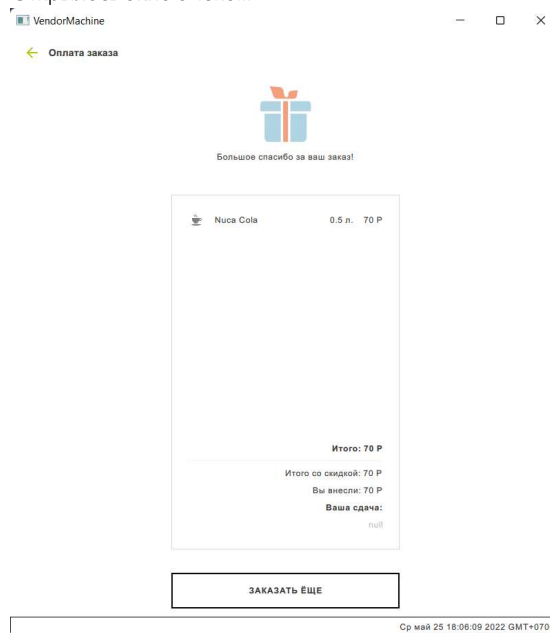 VendorMachine
Оплата заказа
Большое спасибо за ваш заказ!
Nuca Cola 0.5 л. 70 Р
Итого: 70 Р
Итого со скидкой: 70 Р
Вы внесли: 70 Р
Ваша сдача:
null
ЗАКАЗАТЬ ЁЩЕ
Ср май 25 18:06:09 2022 GMT+070